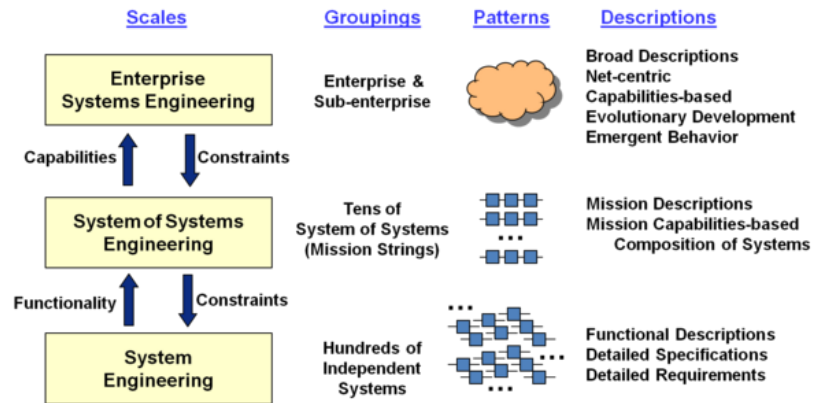 Scales
Groupings
Patterns
Descriptions
Enterprise
Systems Engineering
Enterprise &
Sub-enterprise
Broad Descriptions
Net-centric
Capabilities-based
Evolutionary Development
Emergent Behavior
Capabilities
Constraints
System of Systems
Engineering
Tens of
System of Systems
(Mission Strings)
...
Mission Descriptions
Mission Capabilities-based
Composition of Systems
Functionality
Constraints
System
Engineering
Hundreds of
Independent
Systems
...
...
...
Functional Descriptions
Detailed Specifications
Detailed Requirements